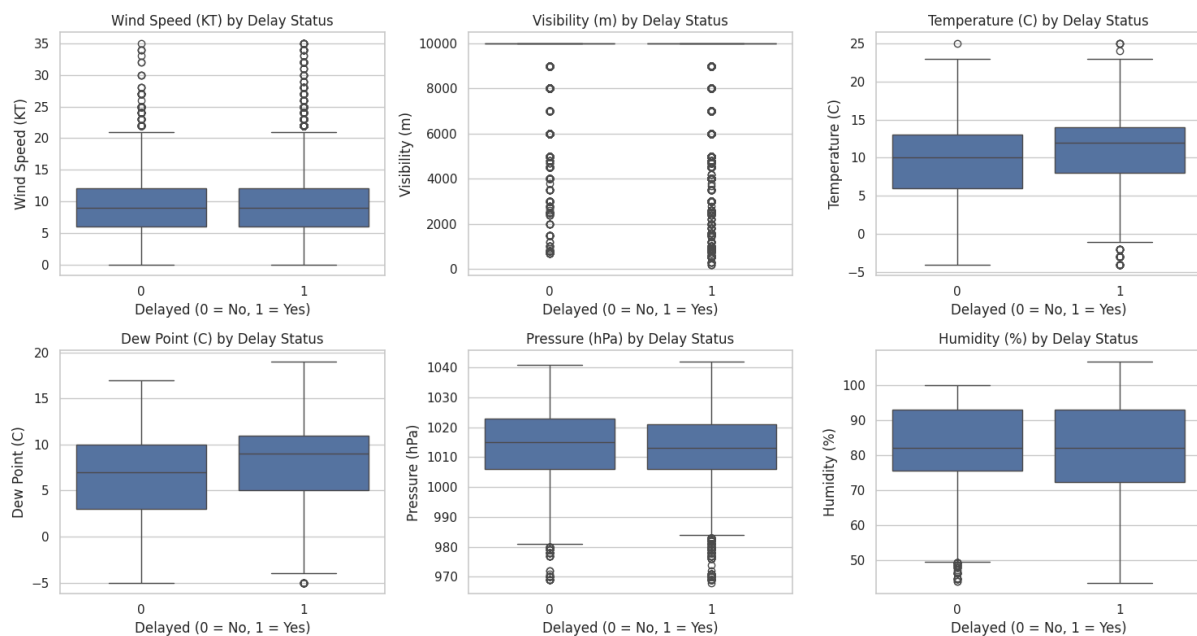 Wind Speed (KT) by Delay Status
Wind Speed (KT)
35
30
25
20
15
10
5
0
0
1
Delayed (0 = No, 1 = Yes)
Visibility (m) by Delay Status
Visibility (m)
10000
8000
6000
4000
2000
0
0
1
Delayed (0 = No, 1 = Yes)
Temperature (C) by Delay Status
Temperature (C)
25
20
15
10
5
0
−5
0
1
Delayed (0 = No, 1 = Yes)
Dew Point (C) by Delay Status
Dew Point (C)
20
15
10
5
0
−5
0
1
Delayed (0 = No, 1 = Yes)
Pressure (hPa) by Delay Status
Pressure (hPa)
1040
1030
1020
1010
1000
990
980
970
0
1
Delayed (0 = No, 1 = Yes)
Humidity (%) by Delay Status
Humidity (%)
100
90
80
70
60
50
0
1
Delayed (0 = No, 1 = Yes)